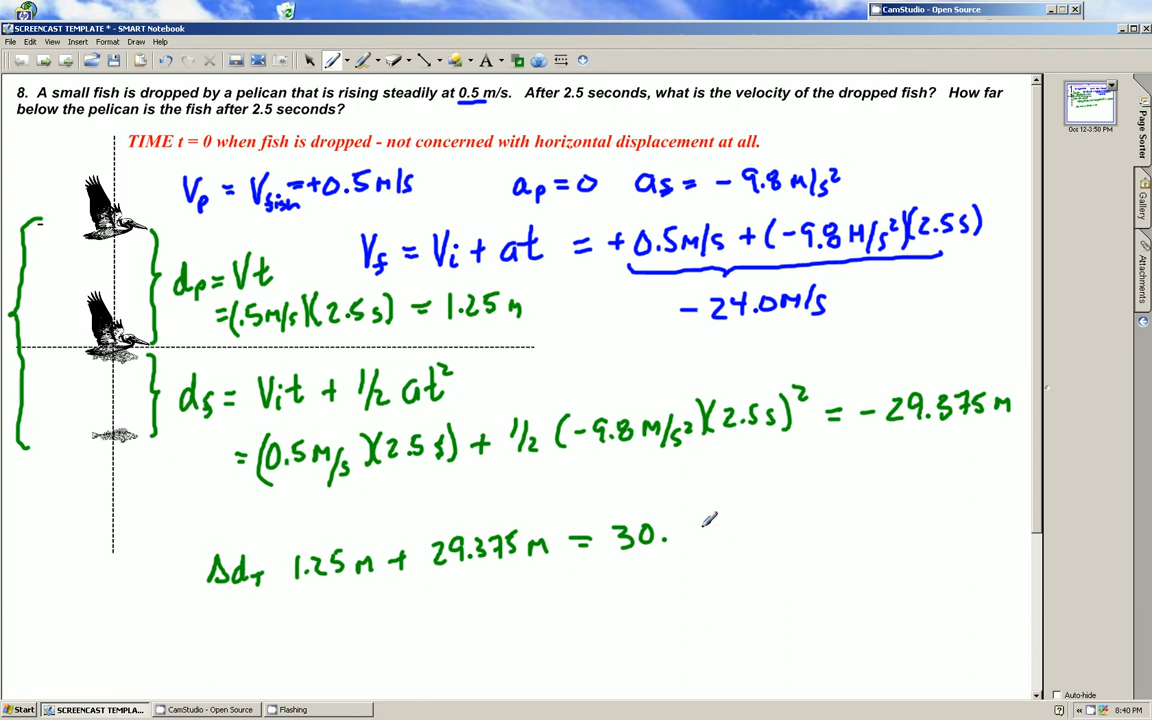 CamStudio - Open Source
SCREENCAST TEMPLATE * - SMART Notebook
File Edit View Insert Format Draw Help
8. A small fish is dropped by a pelican that is rising steadily at 0.5 m/s. After 2.5 seconds, what is the velocity of the dropped fish? How far
below the pelican is the fish after 2.5 seconds?
TIME t = 0 when fish is dropped - not concerned with horizontal displacement at all.
Vp = Vfish = +0.5 M/s ap = 0 as = - 9.8 M/s²
Vf = Vi + at = + 0.5 M/s + (-9.8 M/s²)(2.5 s)
- 24.0 M/s
dp = Vt
= (.5 M/s)(2.5 s) = 1.25 m
ds = Vit + 1/2 at²
= (0.5 M/s)(2.5 s) + 1/2 (-9.8 M/s²)(2.5 s)² = - 29.375 M
ΔdT 1.25 M + 29.375 M = 30.
Oct 12-3:50 PM
Page Sorter
Gallery
Attachments
Auto-hide
Start SCREENCAST TEMPLA... CamStudio - Open Source Flashing 8:40 PM